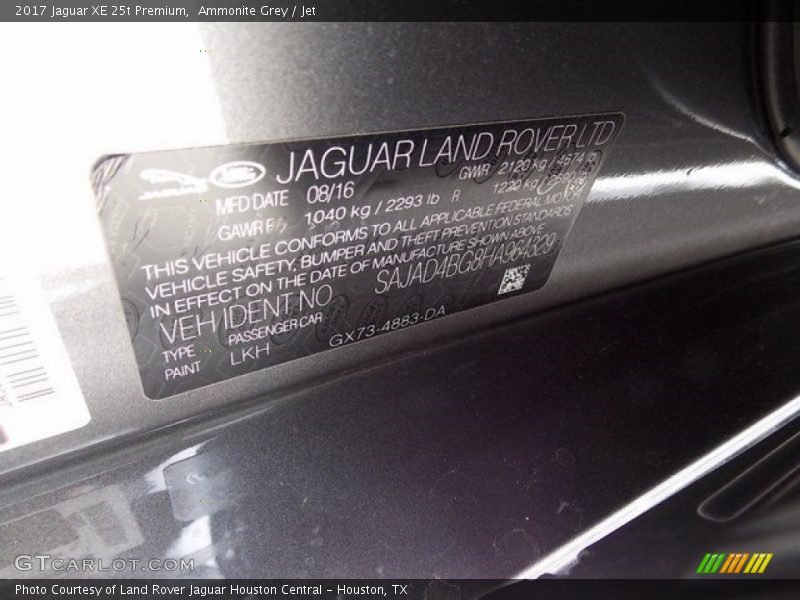 2017 Jaguar XE 25t Premium,  Ammonite Grey / Jet
JAGUAR LAND ROVER LTD
MFD DATE 08/16 GWR 2120 kg / 4674 lb
GAWR F 1040 kg / 2293 lb R 1220 kg
THIS VEHICLE CONFORMS TO ALL APPLICABLE FEDERAL MOTOR
VEHICLE SAFETY, BUMPER AND THEFT PREVENTION STANDARDS
IN EFFECT ON THE DATE OF MANUFACTURE SHOWN ABOVE
VEH IDENT NO SAJAD4BG8HA964329
TYPE PASSENGER CAR
PAINT LKH GX73-4883-DA
GTCarLot.com
Photo Courtesy of Land Rover Jaguar Houston Central – Houston, TX